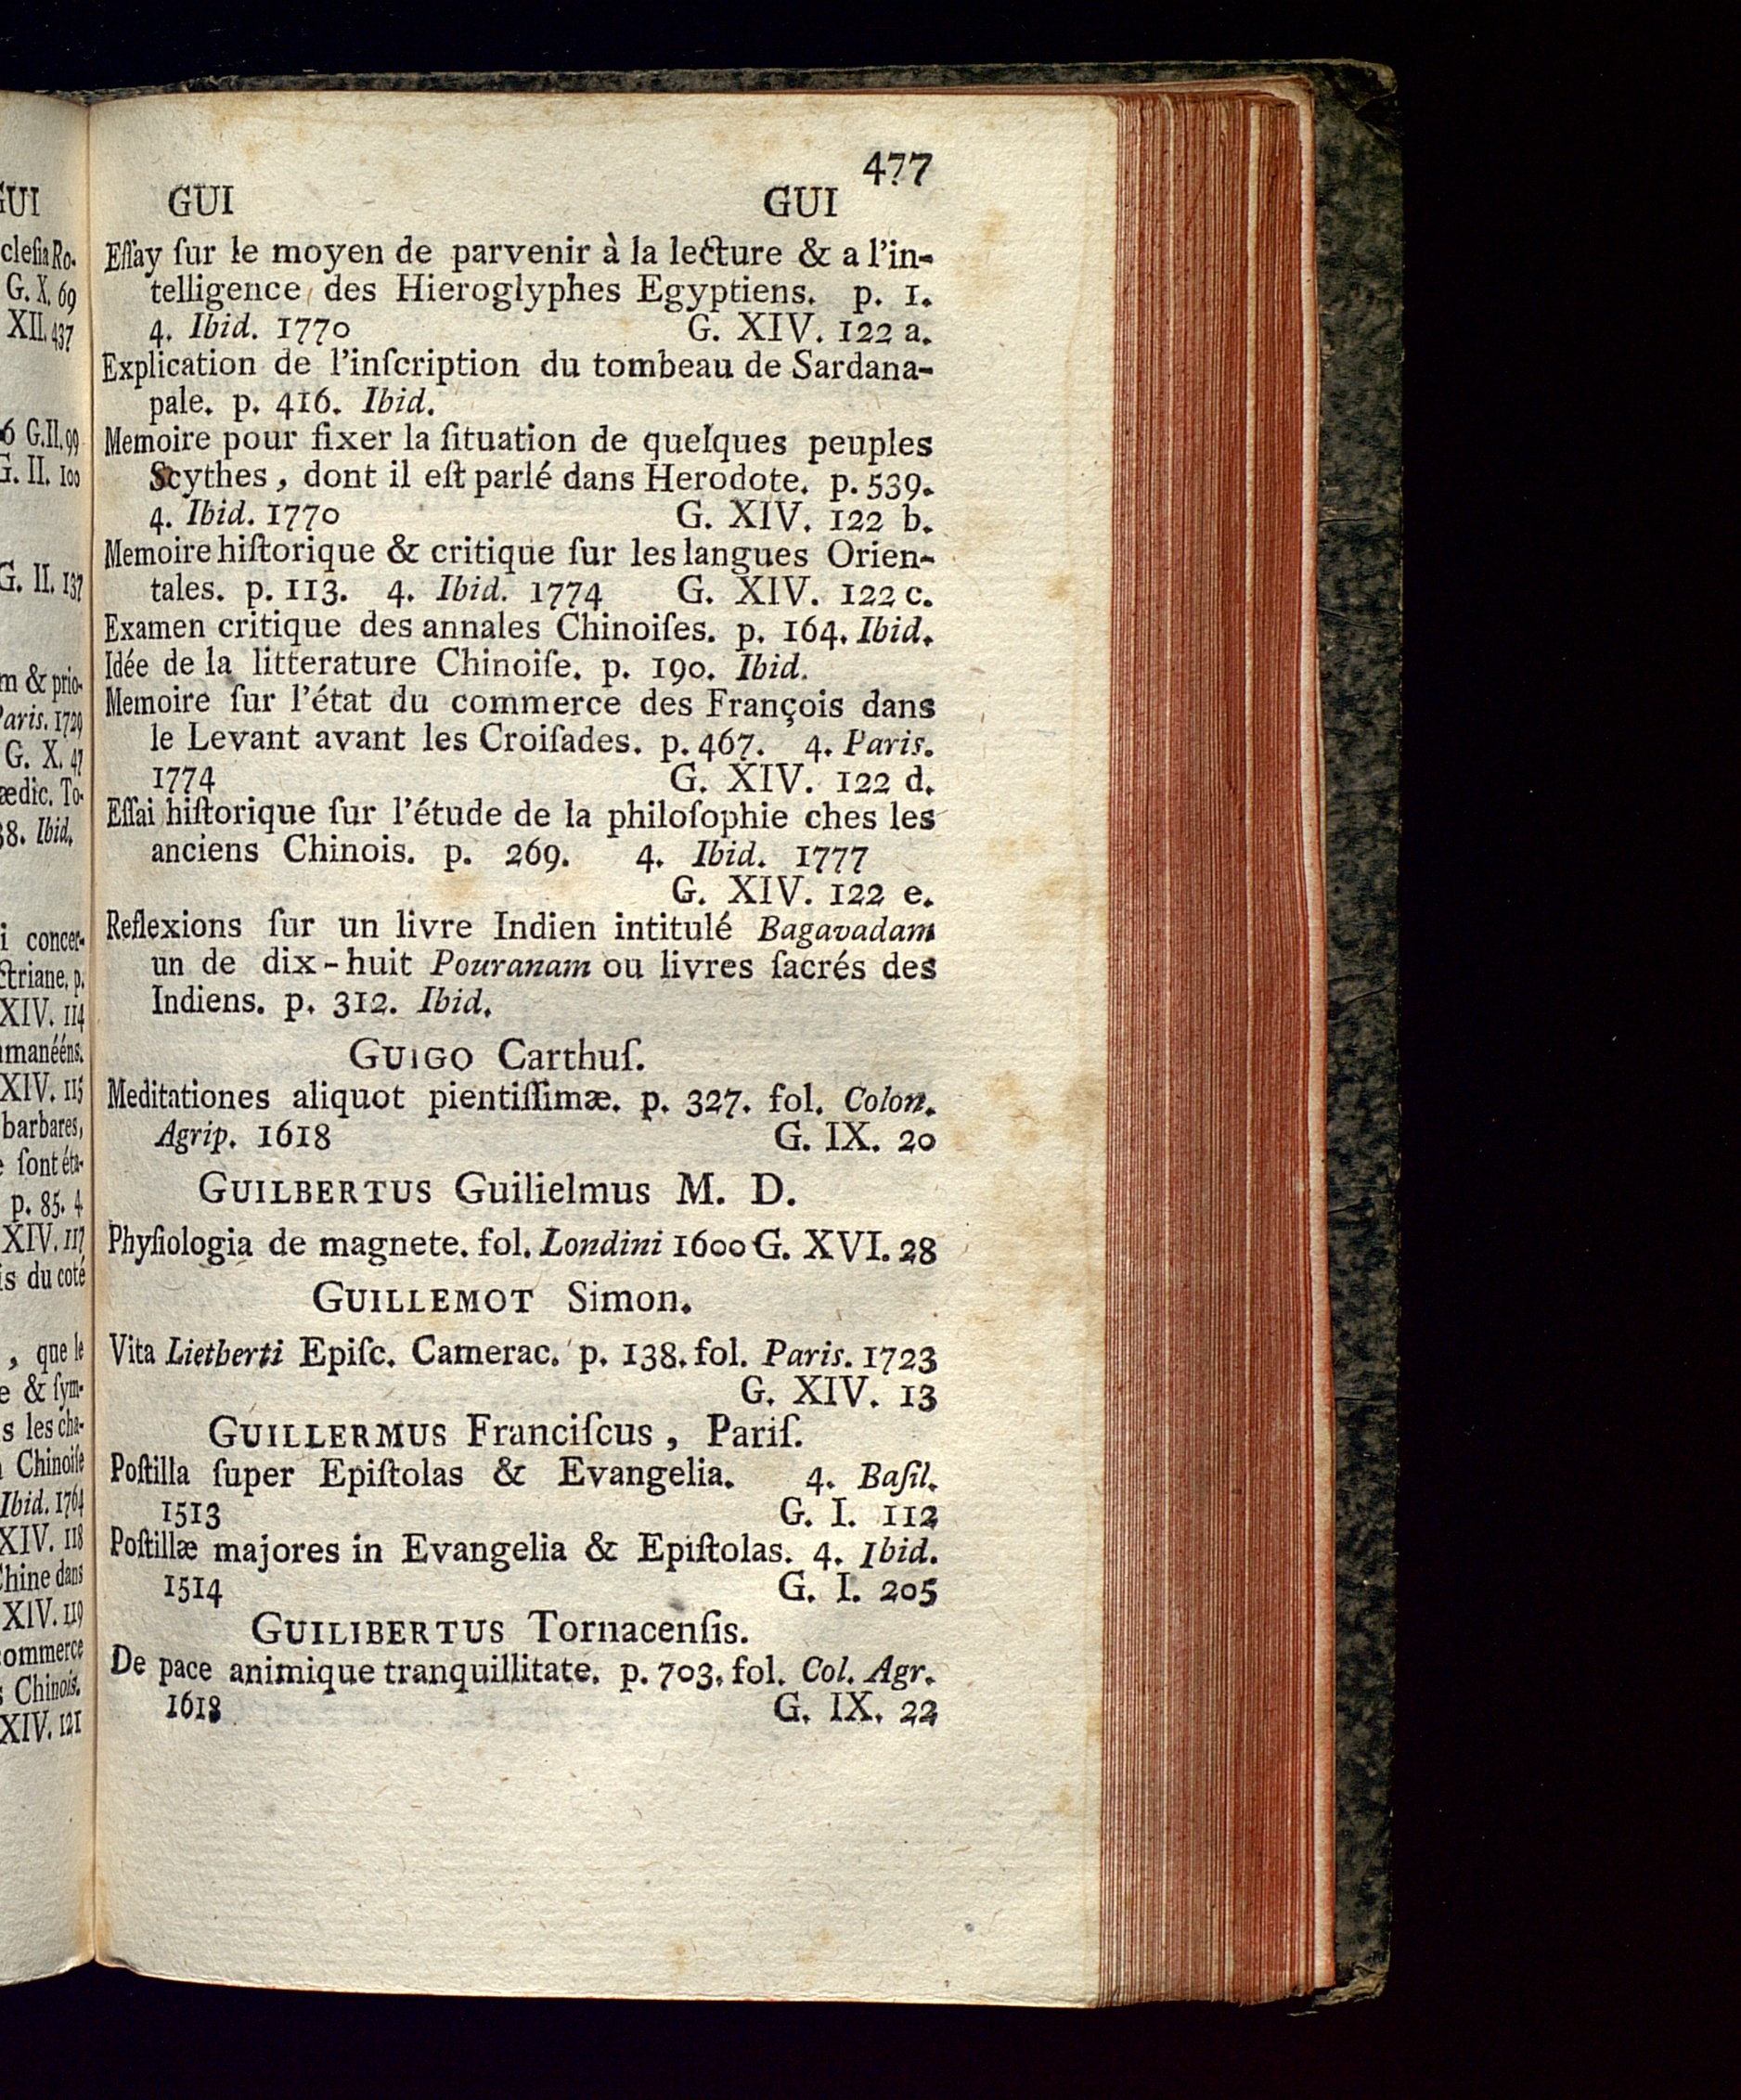 477
GUI GUI
Eſſay ſur le moyen de parvenir à la lecture & a l'in-
telligence des Hieroglyphes Egyptiens. p. 1.
4. Ibid. 1770 G. XIV. 122 a.
Explication de l'inſcription du tombeau de Sardana-
pale. p. 416. Ibid.
Memoire pour fixer la ſituation de quelques peuples
Scythes, dont il eſt parlé dans Herodote. p. 539.
4. Ibid. 1770 G. XIV. 122 b.
Memoire hiſtorique & critique ſur les langues Orien-
tales. p. 113. 4. Ibid. 1774 G. XIV. 122 c.
Examen critique des annales Chinoiſes. p. 164. Ibid.
Idée de la litterature Chinoiſe. p. 190. Ibid.
Memoire ſur l'état du commerce des François dans
le Levant avant les Croiſades. p. 467. 4. Paris.
1774 G. XIV. 122 d.
Eſſai hiſtorique ſur l'étude de la philoſophie ches les
anciens Chinois. p. 269. 4. Ibid. 1777
G. XIV. 122 e.
Reflexions ſur un livre Indien intitulé Bagavadam
un de dix-huit Pouranam ou livres ſacrés des
Indiens. p. 312. Ibid.
GUIGO Carthuſ.
Meditationes aliquot pientiſſimæ. p. 327. fol. Colon.
Agrip. 1618 G. IX. 20
GUILBERTUS Guilielmus M. D.
Phyſiologia de magnete. fol. Londini 1600 G. XVI. 28
GUILLEMOT Simon.
Vita Lietberti Epiſc. Camerac. p. 138. fol. Paris. 1723
G. XIV. 13
GUILLERMUS Franciſcus, Pariſ.
Poſtilla ſuper Epiſtolas & Evangelia. 4. Baſil.
1513 G. I. 112
Poſtillæ majores in Evangelia & Epiſtolas. 4. Ibid.
1514 G. I. 205
GUILIBERTUS Tornacenſis.
De pace animique tranquillitate. p. 703. fol. Col. Agr.
1618 G. IX. 22